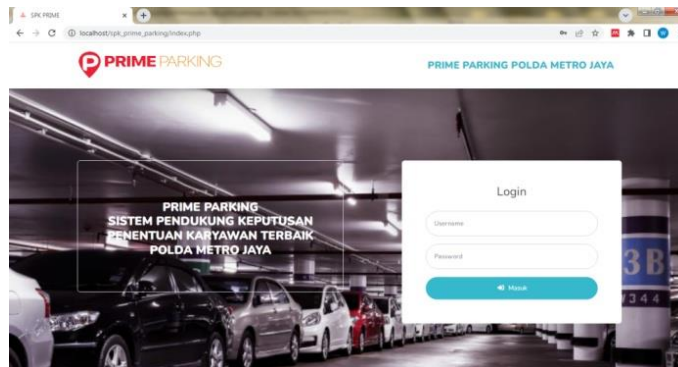 SPK PRIME
localhost/spk_prime_parking/index.php
PRIME PARKING
PRIME PARKING POLDA METRO JAYA
PRIME PARKING
SISTEM PENDUKUNG KEPUTUSAN
PENENTUAN KARYAWAN TERBAIK
POLDA METRO JAYA
Login
Username
Password
Masuk
3B
1344